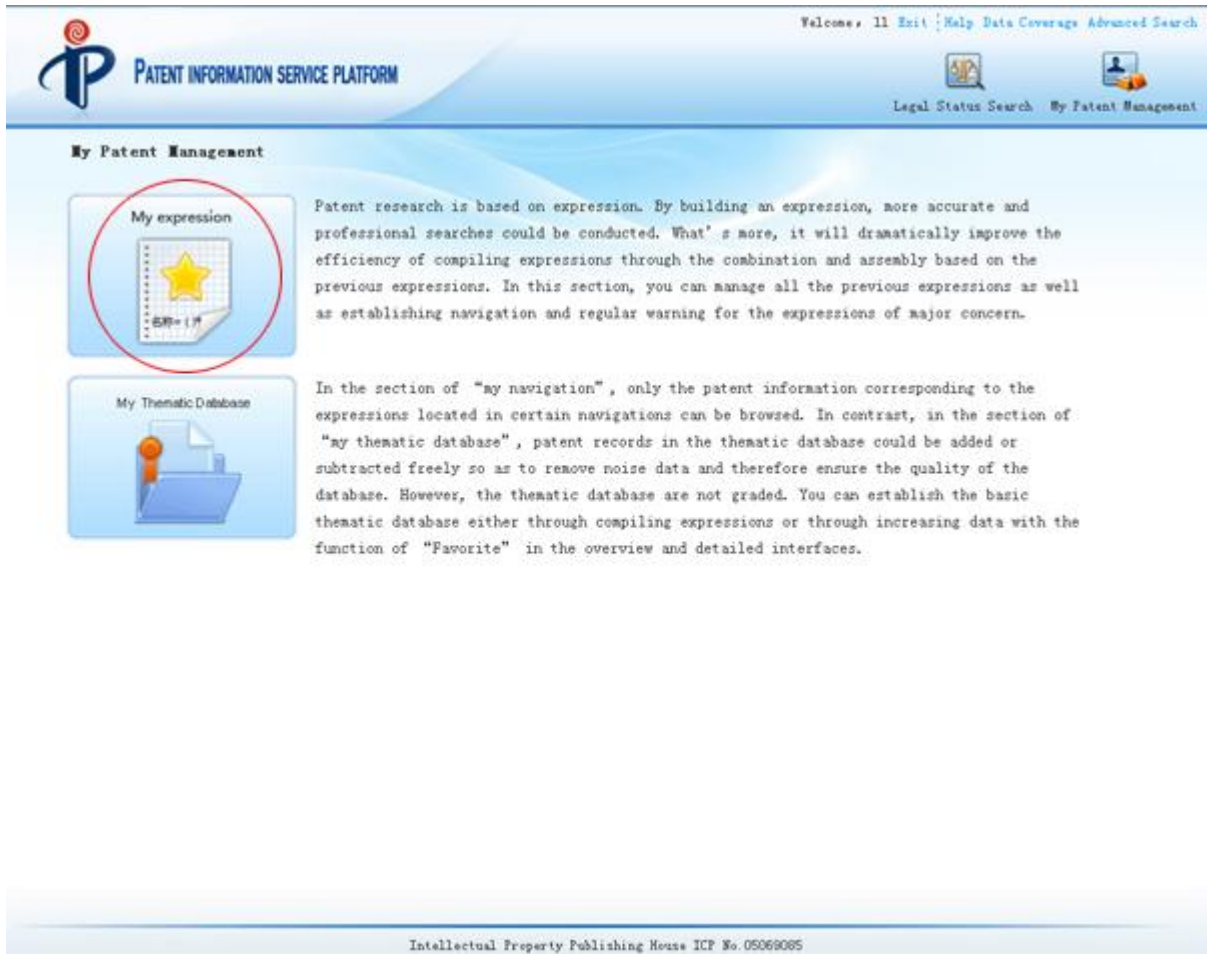 Welcome, 11 Exit Help Data Coverage Advanced Search
PATENT INFORMATION SERVICE PLATFORM
Legal Status Search My Patent Management
My Patent Management
My expression
名称=
Patent research is based on expression. By building an expression, more accurate and
professional searches could be conducted. What's more, it will dramatically improve the
efficiency of compiling expressions through the combination and assembly based on the
previous expressions. In this section, you can manage all the previous expressions as well
as establishing navigation and regular warning for the expressions of major concern.
My Thematic Database
In the section of “my navigation”, only the patent information corresponding to the
expressions located in certain navigations can be browsed. In contrast, in the section of
“my thematic database”, patent records in the thematic database could be added or
subtracted freely so as to remove noise data and therefore ensure the quality of the
database. However, the thematic database are not graded. You can establish the basic
thematic database either through compiling expressions or through increasing data with the
function of “Favorite” in the overview and detailed interfaces.
Intellectual Property Publishing House ICP No.05069085